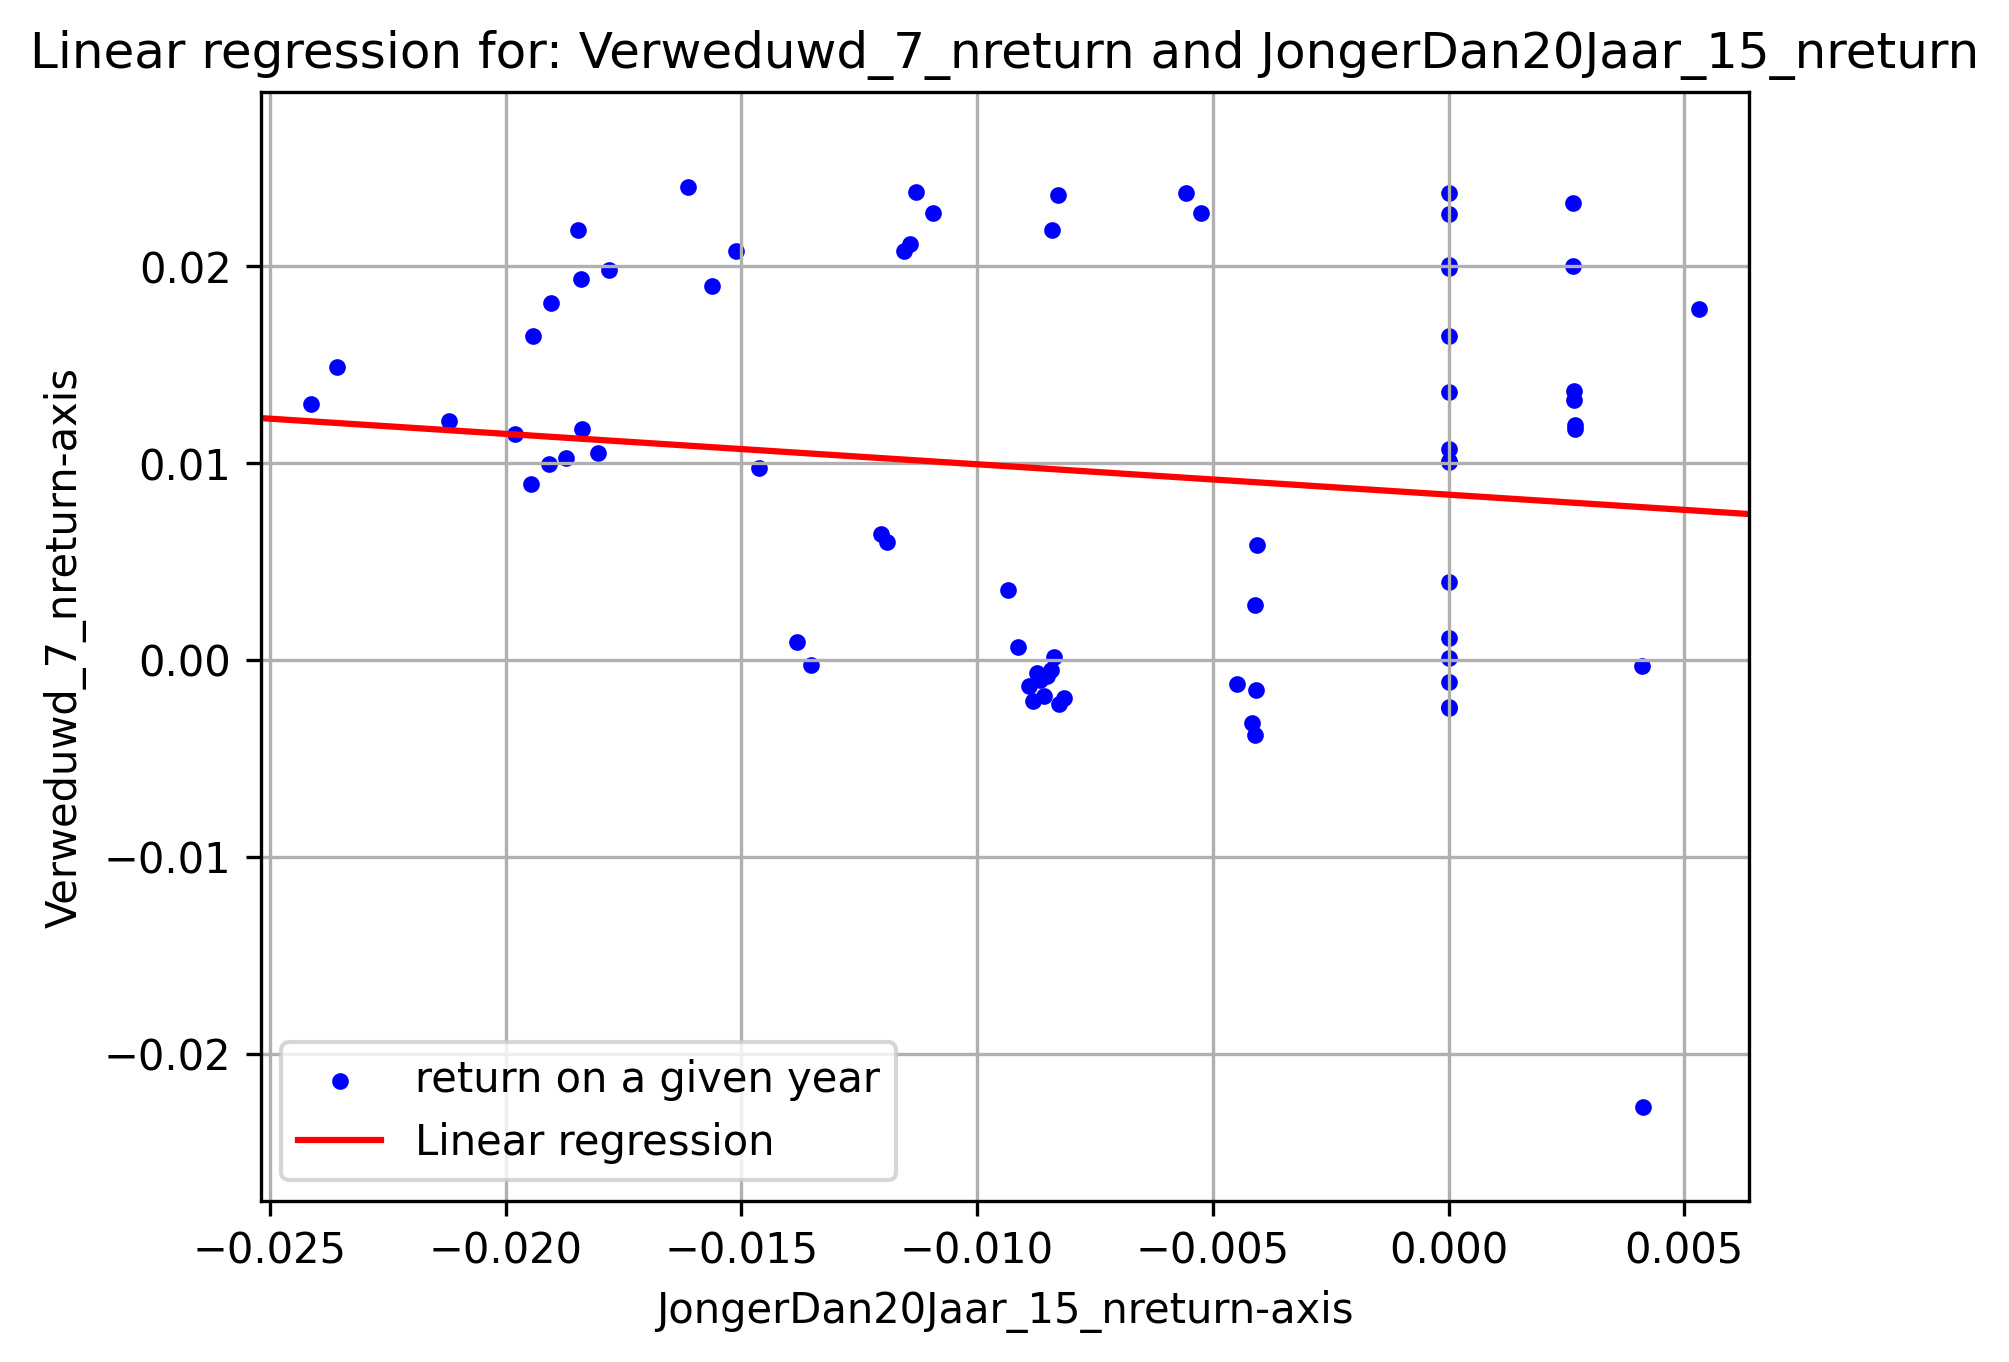 Linear regression for: Verweduwd_7_nreturn and JongerDan20Jaar_15_nreturn
Verweduwd_7_nreturn-axis
0.02
0.01
0.00
−0.01
−0.02
return on a given year
Linear regression
−0.025 −0.020 −0.015 −0.010 −0.005 0.000 0.005
JongerDan20Jaar_15_nreturn-axis